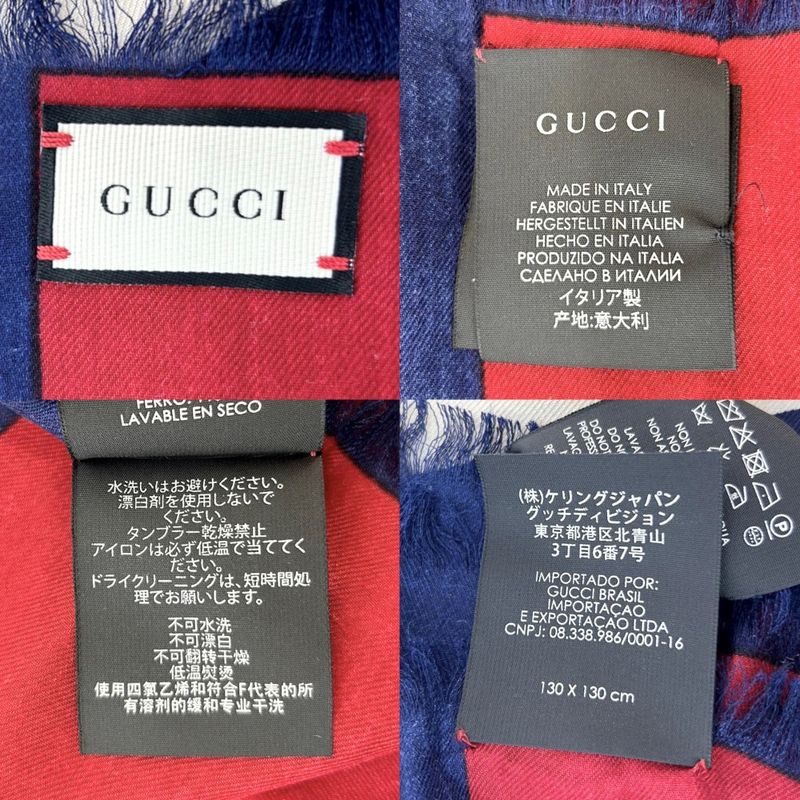 GUCCI
GUCCI
MADE IN ITALY
FABRIQUE EN ITALIE
HERGESTELLT IN ITALIEN
HECHO EN ITALIA
PRODUZIDO NA ITALIA
СДЕЛАНО В ИТАЛИИ
イタリア製
产地:意大利
LAVABLE EN SECO
水洗いはお避けください。
漂白剤を使用しないで
ください。
タンブラー乾燥禁止
アイロンは必ず低温で当ててく
ださい。
ドライクリーニングは、短時間処
理でお願いします。
不可水洗
不可漂白
不可翻转干燥
低温熨烫
使用四氯乙烯和符合F代表的所
有溶剂的缓和专业干洗
(株)ケリングジャパン
グッチディビジョン
東京都港区北青山
3丁目6番7号
IMPORTADO POR:
GUCCI BRASIL
IMPORTAÇAO
E EXPORTAÇAO LTDA
CNPJ: 08.338.986/0001-16
130 X 130 cm